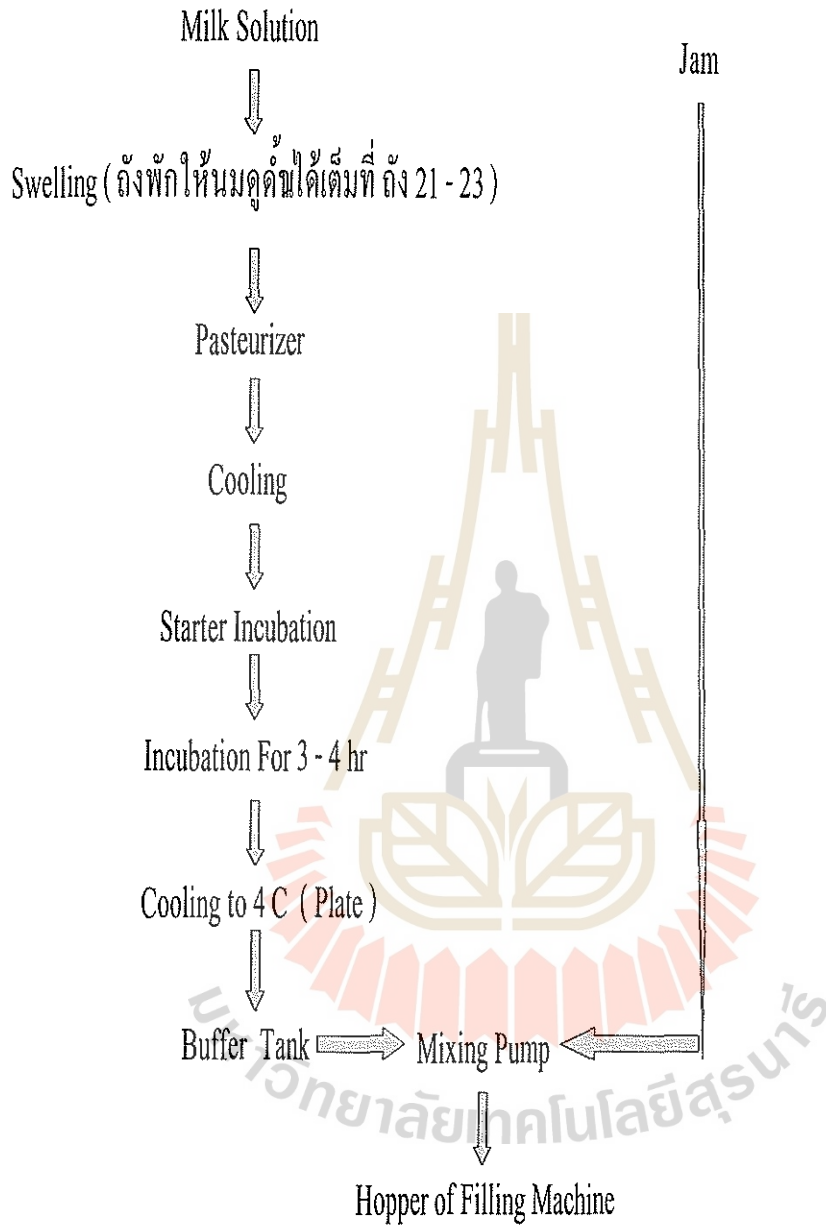 Milk Solution
Jam
Swelling ( ถังพักให้นมดูดน้ำได้เต็มที่ ถัง 21 - 23 )
Pasteurizer
Cooling
Starter Incubation
Incubation For 3 - 4 hr
Cooling to 4 C ( Plate )
Buffer Tank
Mixing Pump
Hopper of Filling Machine
มหาวิทยาลัยเทคโนโลยีสุรนารี